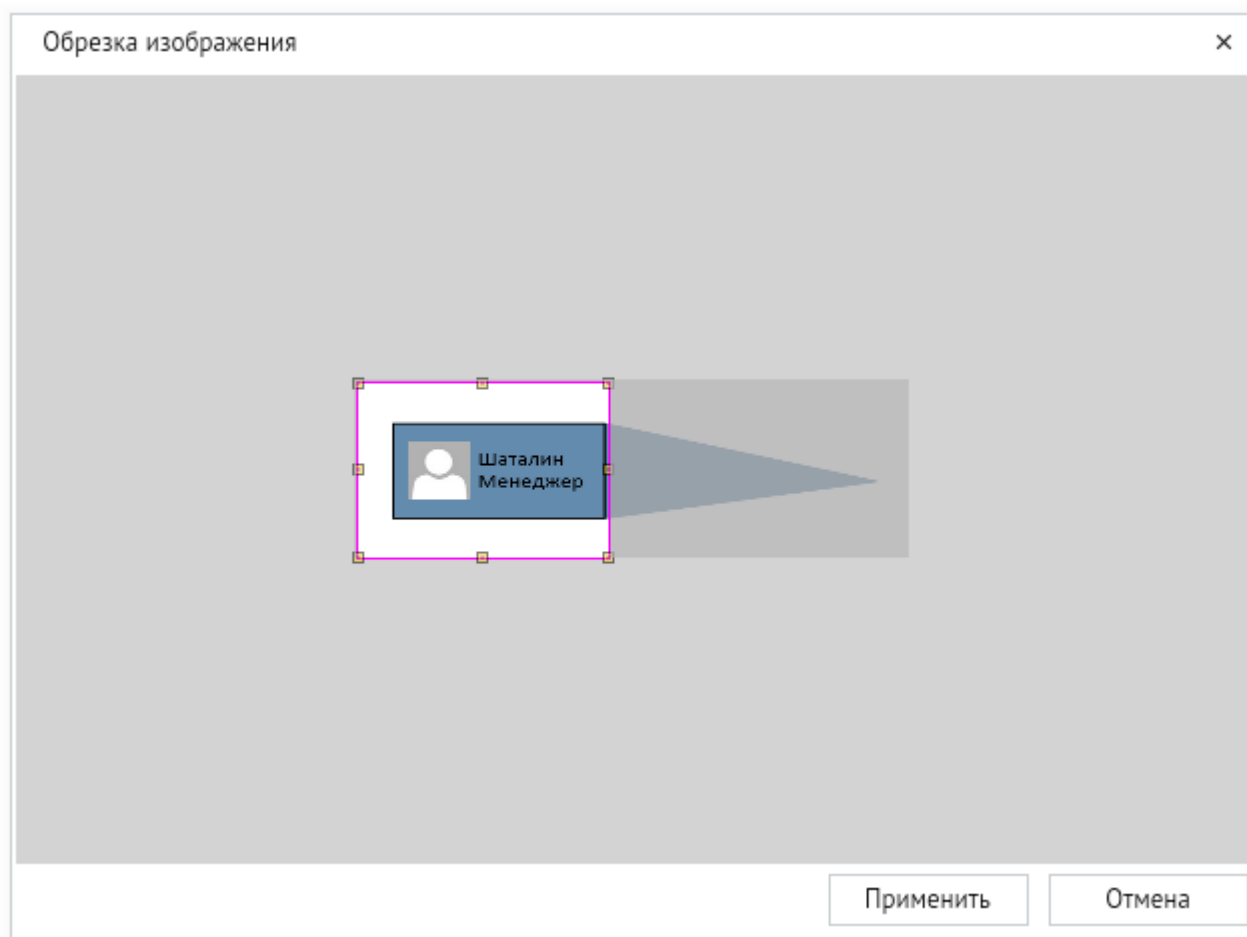 Обрезка изображения
Шаталин
Менеджер
Применить
Отмена